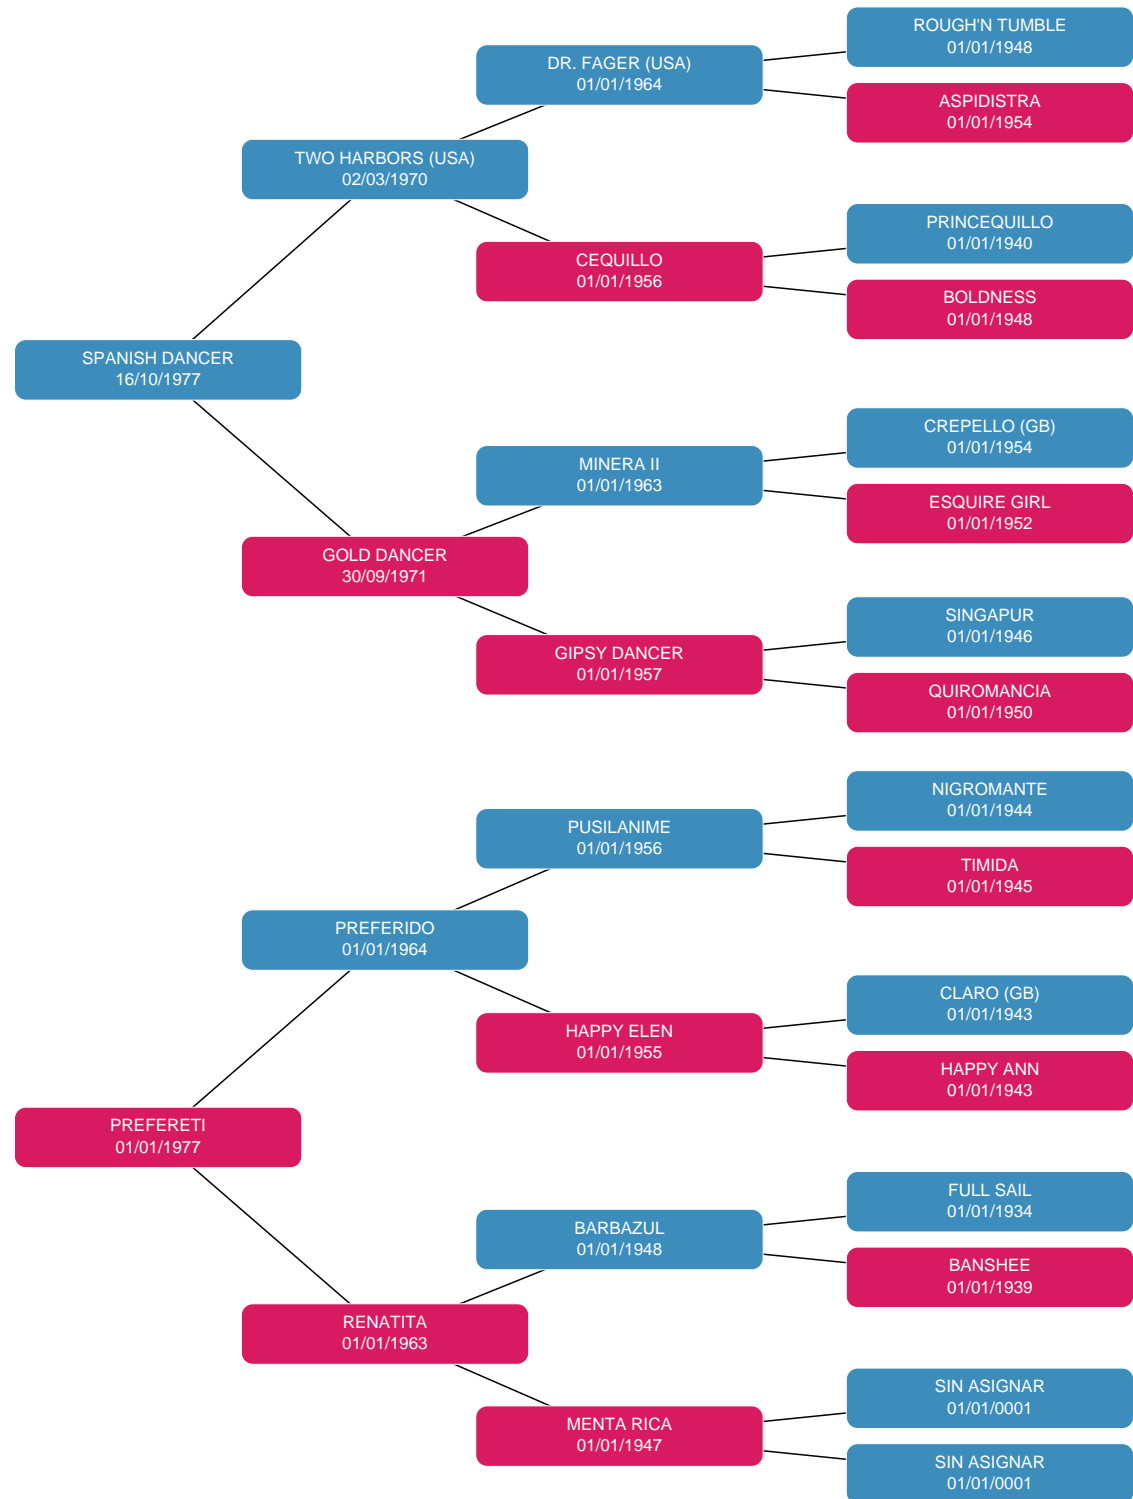 ROUGH'N TUMBLE
01/01/1948
DR. FAGER (USA)
01/01/1964
ASPIDISTRA
01/01/1954
TWO HARBORS (USA)
02/03/1970
PRINCEQUILLO
01/01/1940
CEQUILLO
01/01/1956
BOLDNESS
01/01/1948
SPANISH DANCER
16/10/1977
CREPELLO (GB)
01/01/1954
MINERA II
01/01/1963
ESQUIRE GIRL
01/01/1952
GOLD DANCER
30/09/1971
SINGAPUR
01/01/1946
GIPSY DANCER
01/01/1957
QUIROMANCIA
01/01/1950
NIGROMANTE
01/01/1944
PUSILANIME
01/01/1956
TIMIDA
01/01/1945
PREFERIDO
01/01/1964
CLARO (GB)
01/01/1943
HAPPY ELEN
01/01/1955
HAPPY ANN
01/01/1943
PREFERETI
01/01/1977
FULL SAIL
01/01/1934
BARBAZUL
01/01/1948
BANSHEE
01/01/1939
RENATITA
01/01/1963
SIN ASIGNAR
01/01/0001
MENTA RICA
01/01/1947
SIN ASIGNAR
01/01/0001